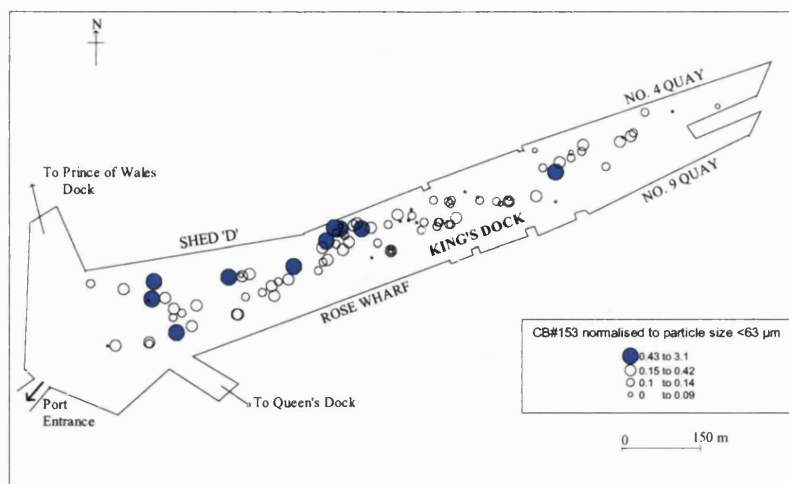 N
NO. 4 QUAY
To Prince of Wales
Dock
NO. 9 QUAY
SHED 'D'
KING'S DOCK
ROSE WHARF
CB#153 normalised to particle size <63 µm
0.43 to 3.1
0.15 to 0.42
0.1 to 0.14
0 to 0.09
Port
Entrance
To Queen's Dock
0 150 m